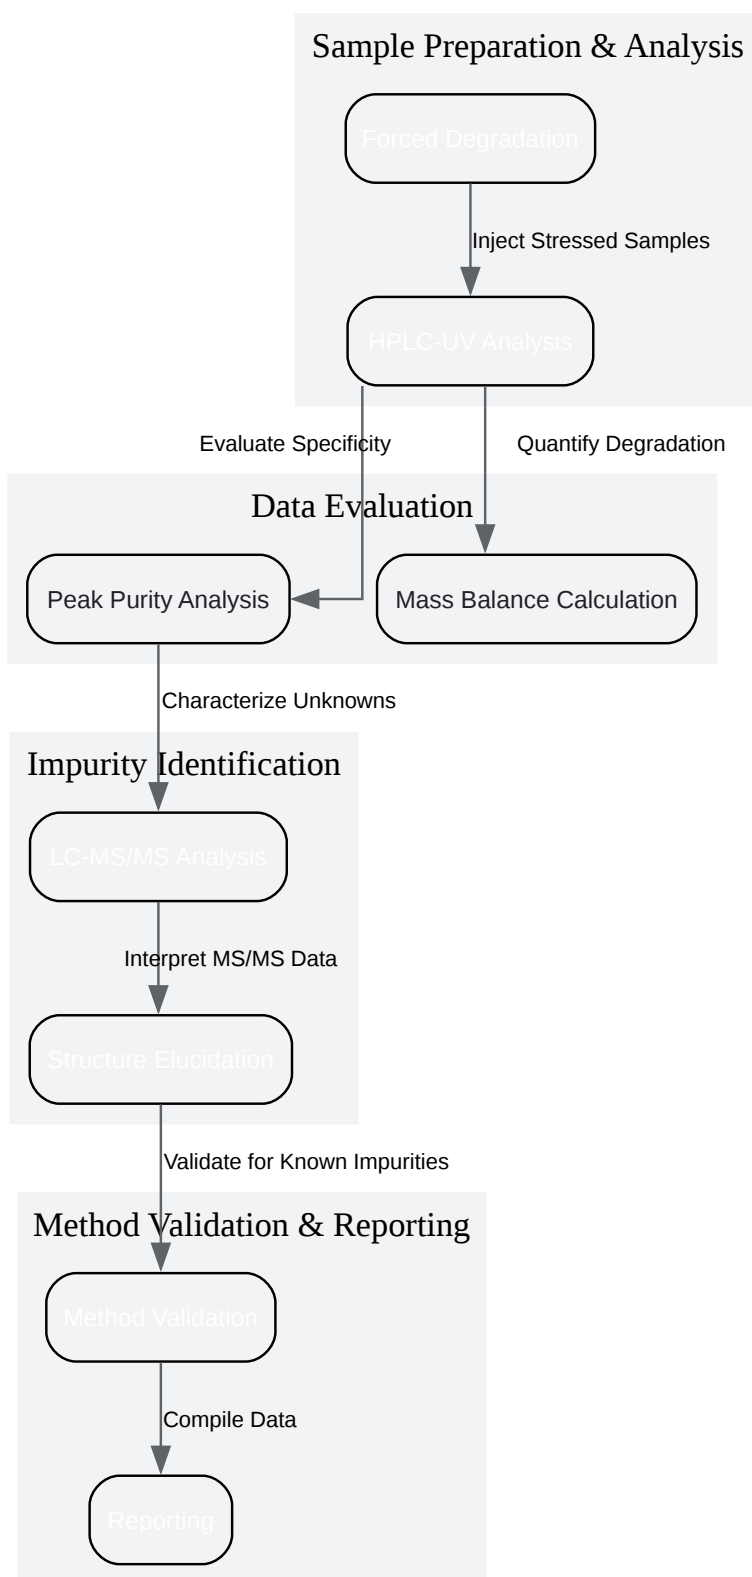 Sample Preparation & Analysis
Forced Degradation
Inject Stressed Samples
HPLC-UV Analysis
Evaluate Specificity
Quantify Degradation
Data Evaluation
Peak Purity Analysis
Mass Balance Calculation
Characterize Unknowns
Impurity Identification
LC-MS/MS Analysis
Interpret MS/MS Data
Structure Elucidation
Validate for Known Impurities
Method Validation & Reporting
Method Validation
Compile Data
Reporting